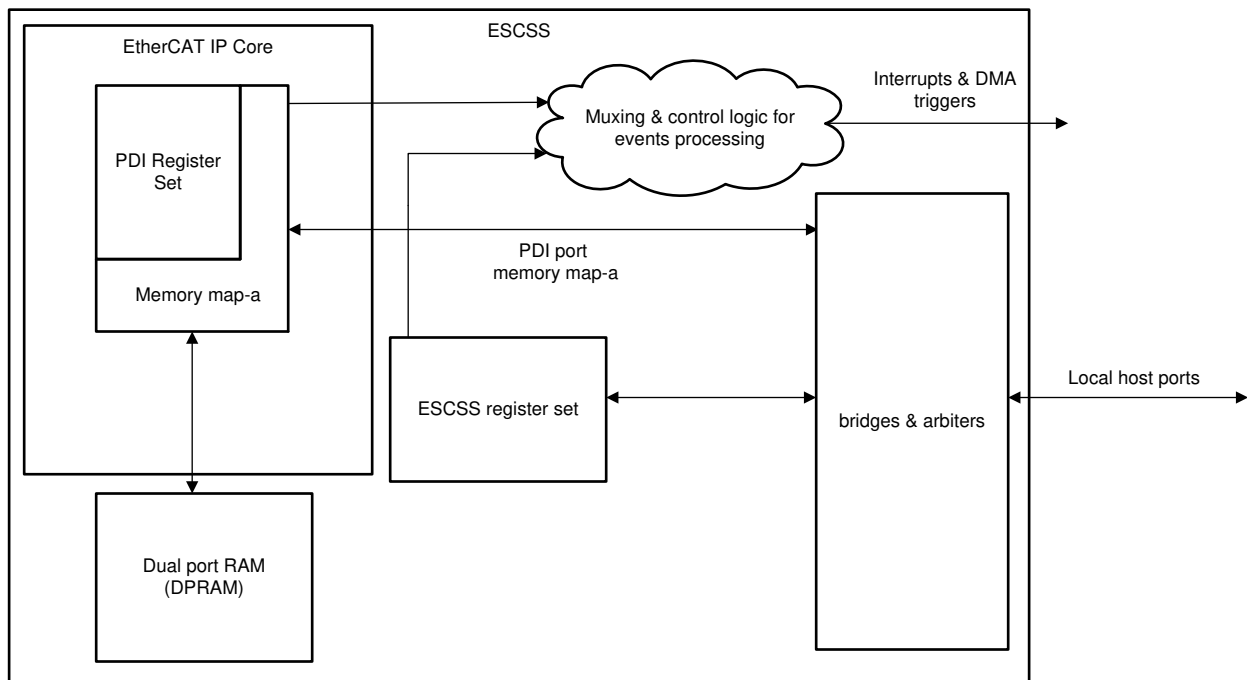 ESCSS
EtherCAT IP Core
Interrupts & DMA
triggers
Muxing & control logic for
events processing
PDI Register
Set
PDI port
memory map-a
Memory map-a
Local host ports
ESCSS register set
bridges & arbiters
Dual port RAM
(DPRAM)